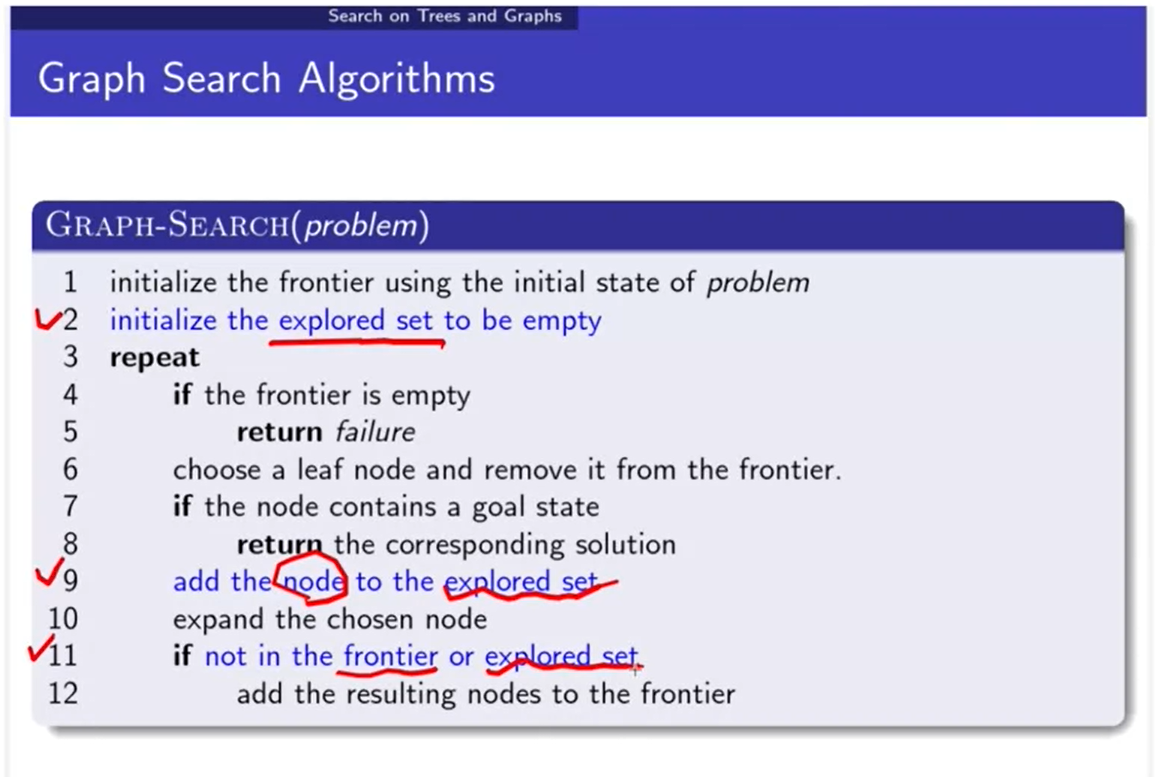 Search on Trees and Graphs
Graph Search Algorithms
GRAPH-SEARCH(problem)
1 initialize the frontier using the initial state of problem
2 initialize the explored set to be empty
3 repeat
4 if the frontier is empty
5 return failure
6 choose a leaf node and remove it from the frontier.
7 if the node contains a goal state
8 return the corresponding solution
9 add the node to the explored set
10 expand the chosen node
11 if not in the frontier or explored set
12 add the resulting nodes to the frontier